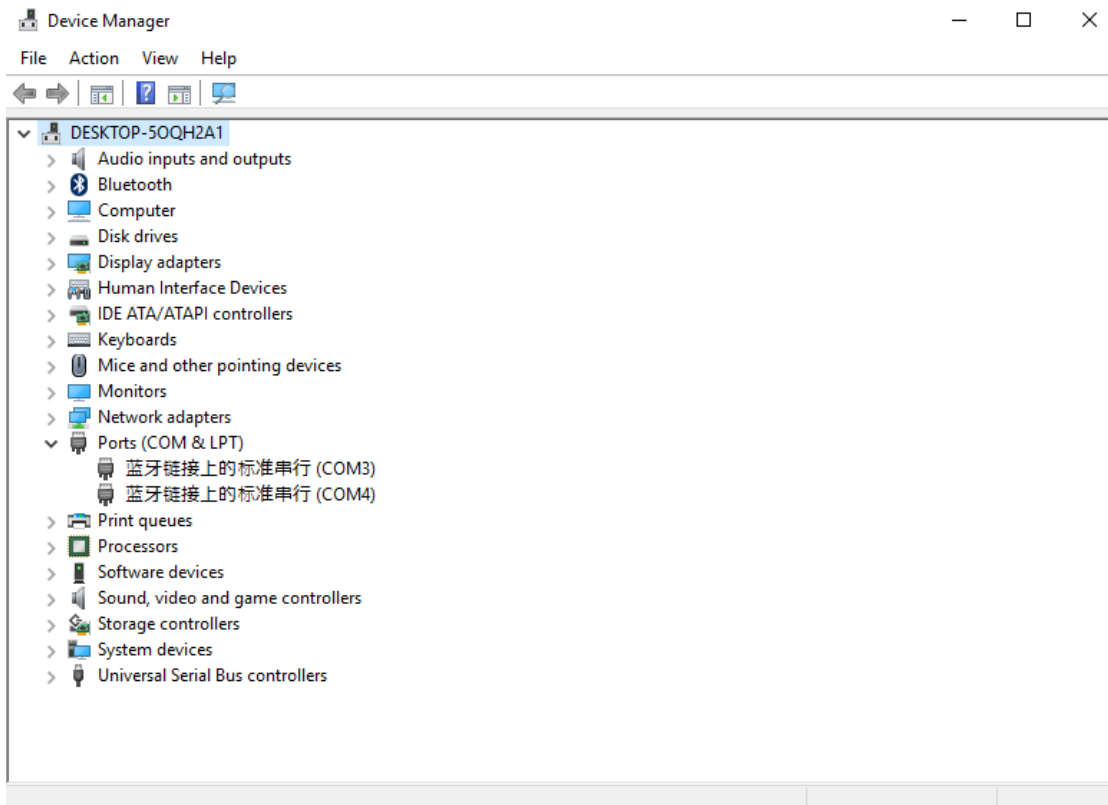 Device Manager
File Action View Help
DESKTOP-5OQH2A1
Audio inputs and outputs
Bluetooth
Computer
Disk drives
Display adapters
Human Interface Devices
IDE ATA/ATAPI controllers
Keyboards
Mice and other pointing devices
Monitors
Network adapters
Ports (COM & LPT)
蓝牙链接上的标准串行 (COM3)
蓝牙链接上的标准串行 (COM4)
Print queues
Processors
Software devices
Sound, video and game controllers
Storage controllers
System devices
Universal Serial Bus controllers